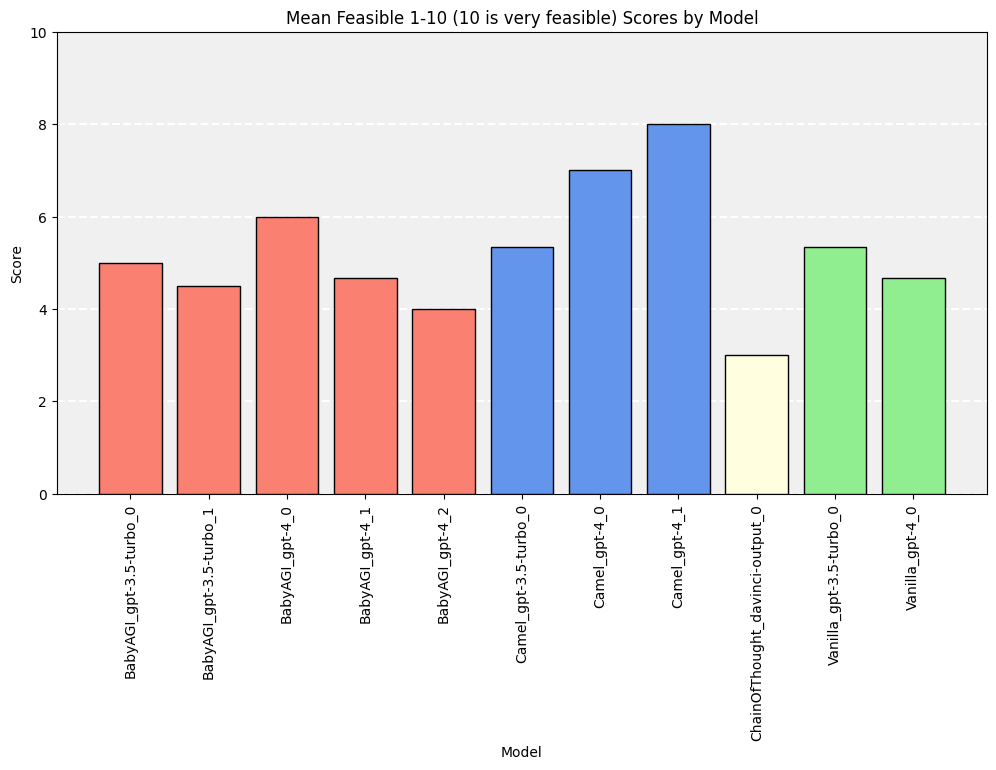 Mean Feasible 1-10 (10 is very feasible) Scores by Model
Score
10
8
6
4
2
0
BabyAGI_gpt-3.5-turbo_0
BabyAGI_gpt-3.5-turbo_1
BabyAGI_gpt-4_0
BabyAGI_gpt-4_1
BabyAGI_gpt-4_2
Camel_gpt-3.5-turbo_0
Camel_gpt-4_0
Camel_gpt-4_1
ChainOfThought_davinci-output_0
Vanilla_gpt-3.5-turbo_0
Vanilla_gpt-4_0
Model